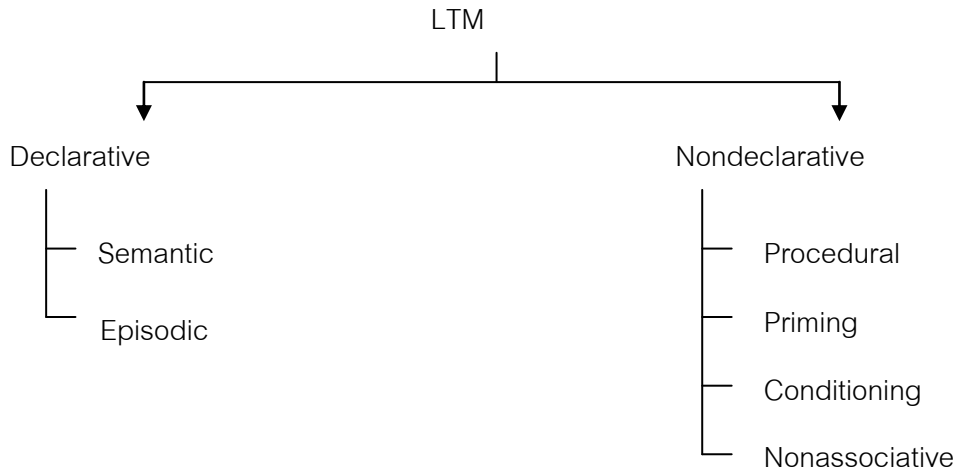 LTM
Declarative
Nondeclarative
Semantic
Episodic
Procedural
Priming
Conditioning
Nonassociative